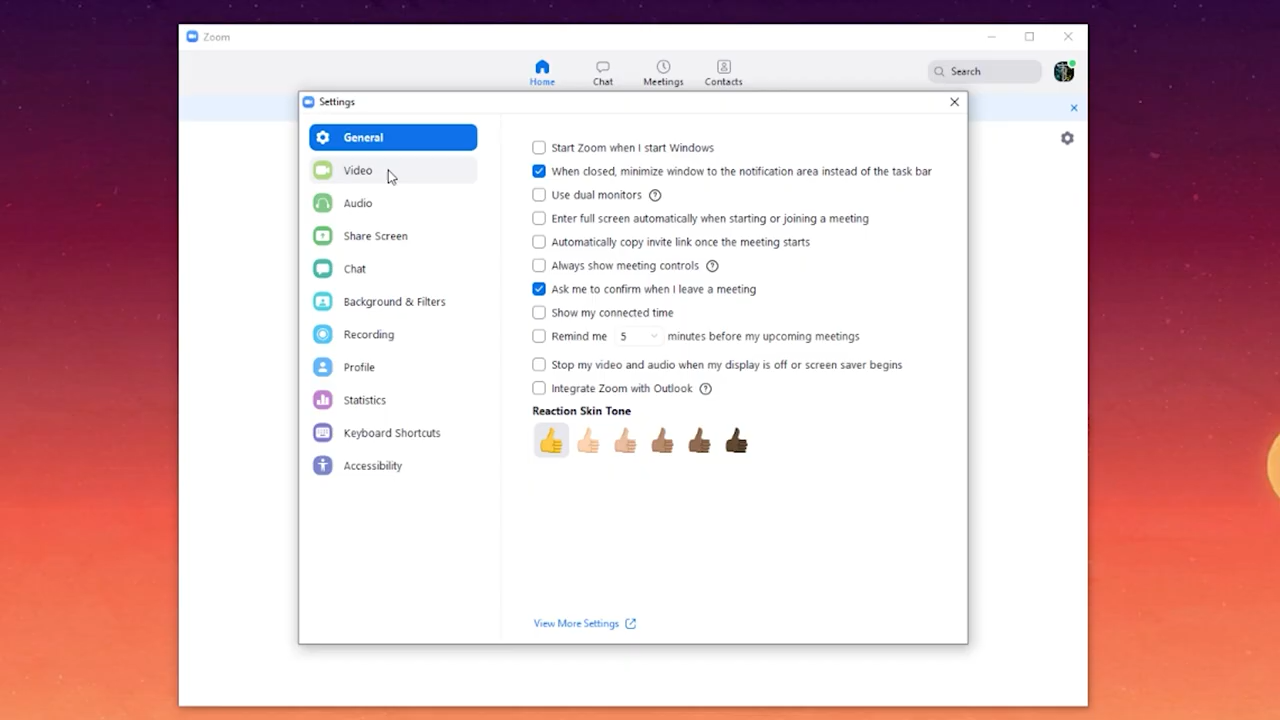 Zoom
Home
Chat
Meetings
Contacts
Search
Settings
General
Video
Audio
Share Screen
Chat
Background & Filters
Recording
Profile
Statistics
Keyboard Shortcuts
Accessibility
Start Zoom when I start Windows
When closed, minimize window to the notification area instead of the task bar
Use dual monitors
Enter full screen automatically when starting or joining a meeting
Automatically copy invite link once the meeting starts
Always show meeting controls
Ask me to confirm when I leave a meeting
Show my connected time
Remind me 5 minutes before my upcoming meetings
Stop my video and audio when my display is off or screen saver begins
Integrate Zoom with Outlook
Reaction Skin Tone
View More Settings